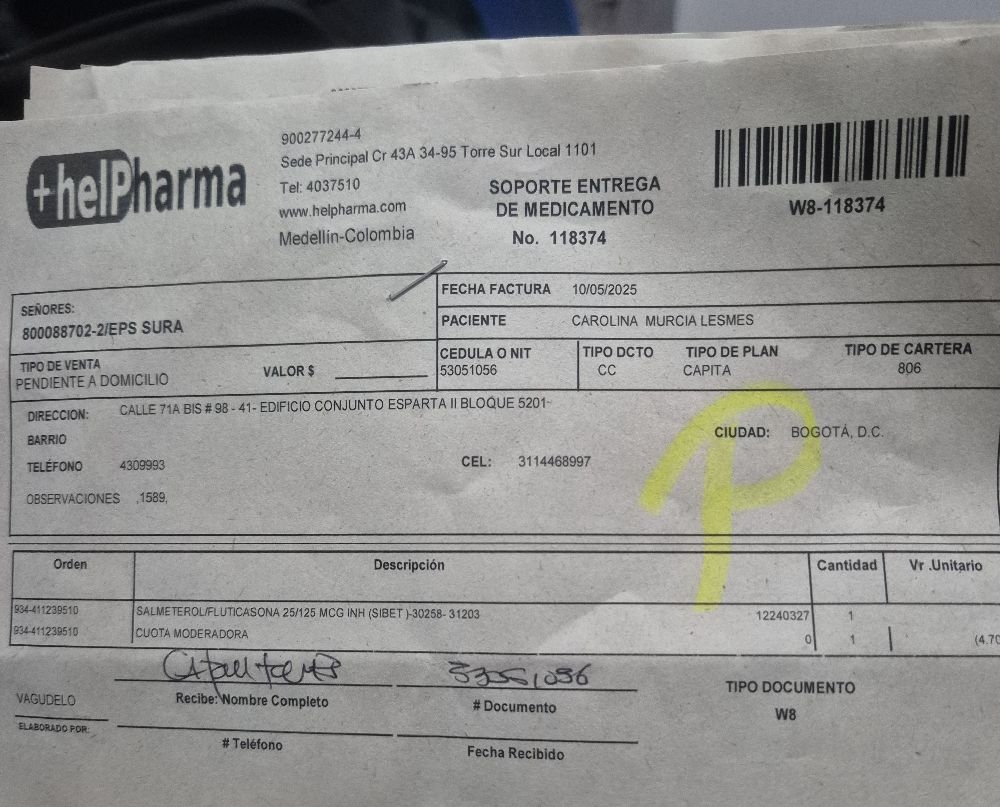 +helPharma
900277244-4
Sede Principal Cr 43A 34-95 Torre Sur Local 1101
Tel: 4037510
www.helpharma.com
Medellín-Colombia
SOPORTE ENTREGA
DE MEDICAMENTO
No. 118374
W8-118374
SEÑORES:
800088702-2/EPS SURA
FECHA FACTURA 10/05/2025
PACIENTE CAROLINA MURCIA LESMES
TIPO DE VENTA
PENDIENTE A DOMICILIO
VALOR $
CEDULA O NIT
53051056
TIPO DCTO
CC
TIPO DE PLAN
CAPITA
TIPO DE CARTERA
806
DIRECCION: CALLE 71A BIS # 98 - 41- EDIFICIO CONJUNTO ESPARTA II BLOQUE 5201-
BARRIO
CIUDAD: BOGOTÁ, D.C.
TELÉFONO 4309993
CEL: 3114468997
OBSERVACIONES ,1589,
P
Orden Descripción Cantidad Vr .Unitario
934-411239510 SALMETEROL/FLUTICASONA 25/125 MCG INH (SIBET )-30258- 31203 12240327 1
934-411239510 CUOTA MODERADORA 0 1 (4.70
Recibe: Nombre Completo
# Documento
TIPO DOCUMENTO
W8
VAGUDELO
ELABORADO POR:
# Teléfono
Fecha Recibido